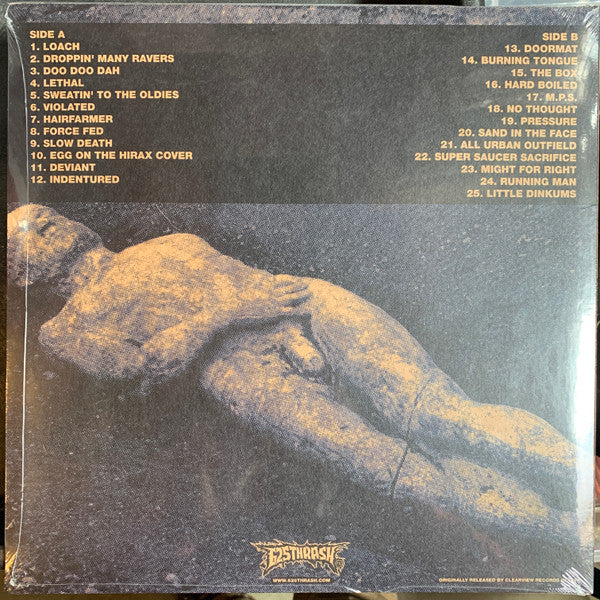 SIDE A
1. LOACH
2. DROPPIN' MANY RAVERS
3. DOO DOO DAH
4. LETHAL
5. SWEATIN' TO THE OLDIES
6. VIOLATED
7. HAIRFARMER
8. FORCE FED
9. SLOW DEATH
10. EGG ON THE HIRAX COVER
11. DEVIANT
12. INDENTURED
SIDE B
13. DOORMAT
14. BURNING TONGUE
15. THE BOX
16. HARD BOILED
17. M.P.S.
18. NO THOUGHT
19. PRESSURE
20. SAND IN THE FACE
21. ALL URBAN OUTFIELD
22. SUPER SAUCER SACRIFICE
23. MIGHT FOR RIGHT
24. RUNNING MAN
25. LITTLE DINKUMS
625THRASH
WWW.625THRASH.COM
ORIGINALLY RELEASED BY CLEARVIEW RECORDS